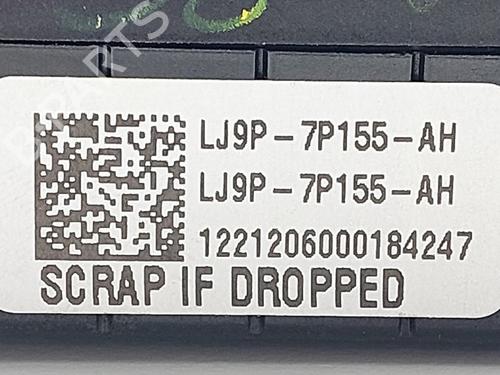 LJ9P-7P155-AH
LJ9P-7P155-AH
1221206000184247
SCRAP IF DROPPED